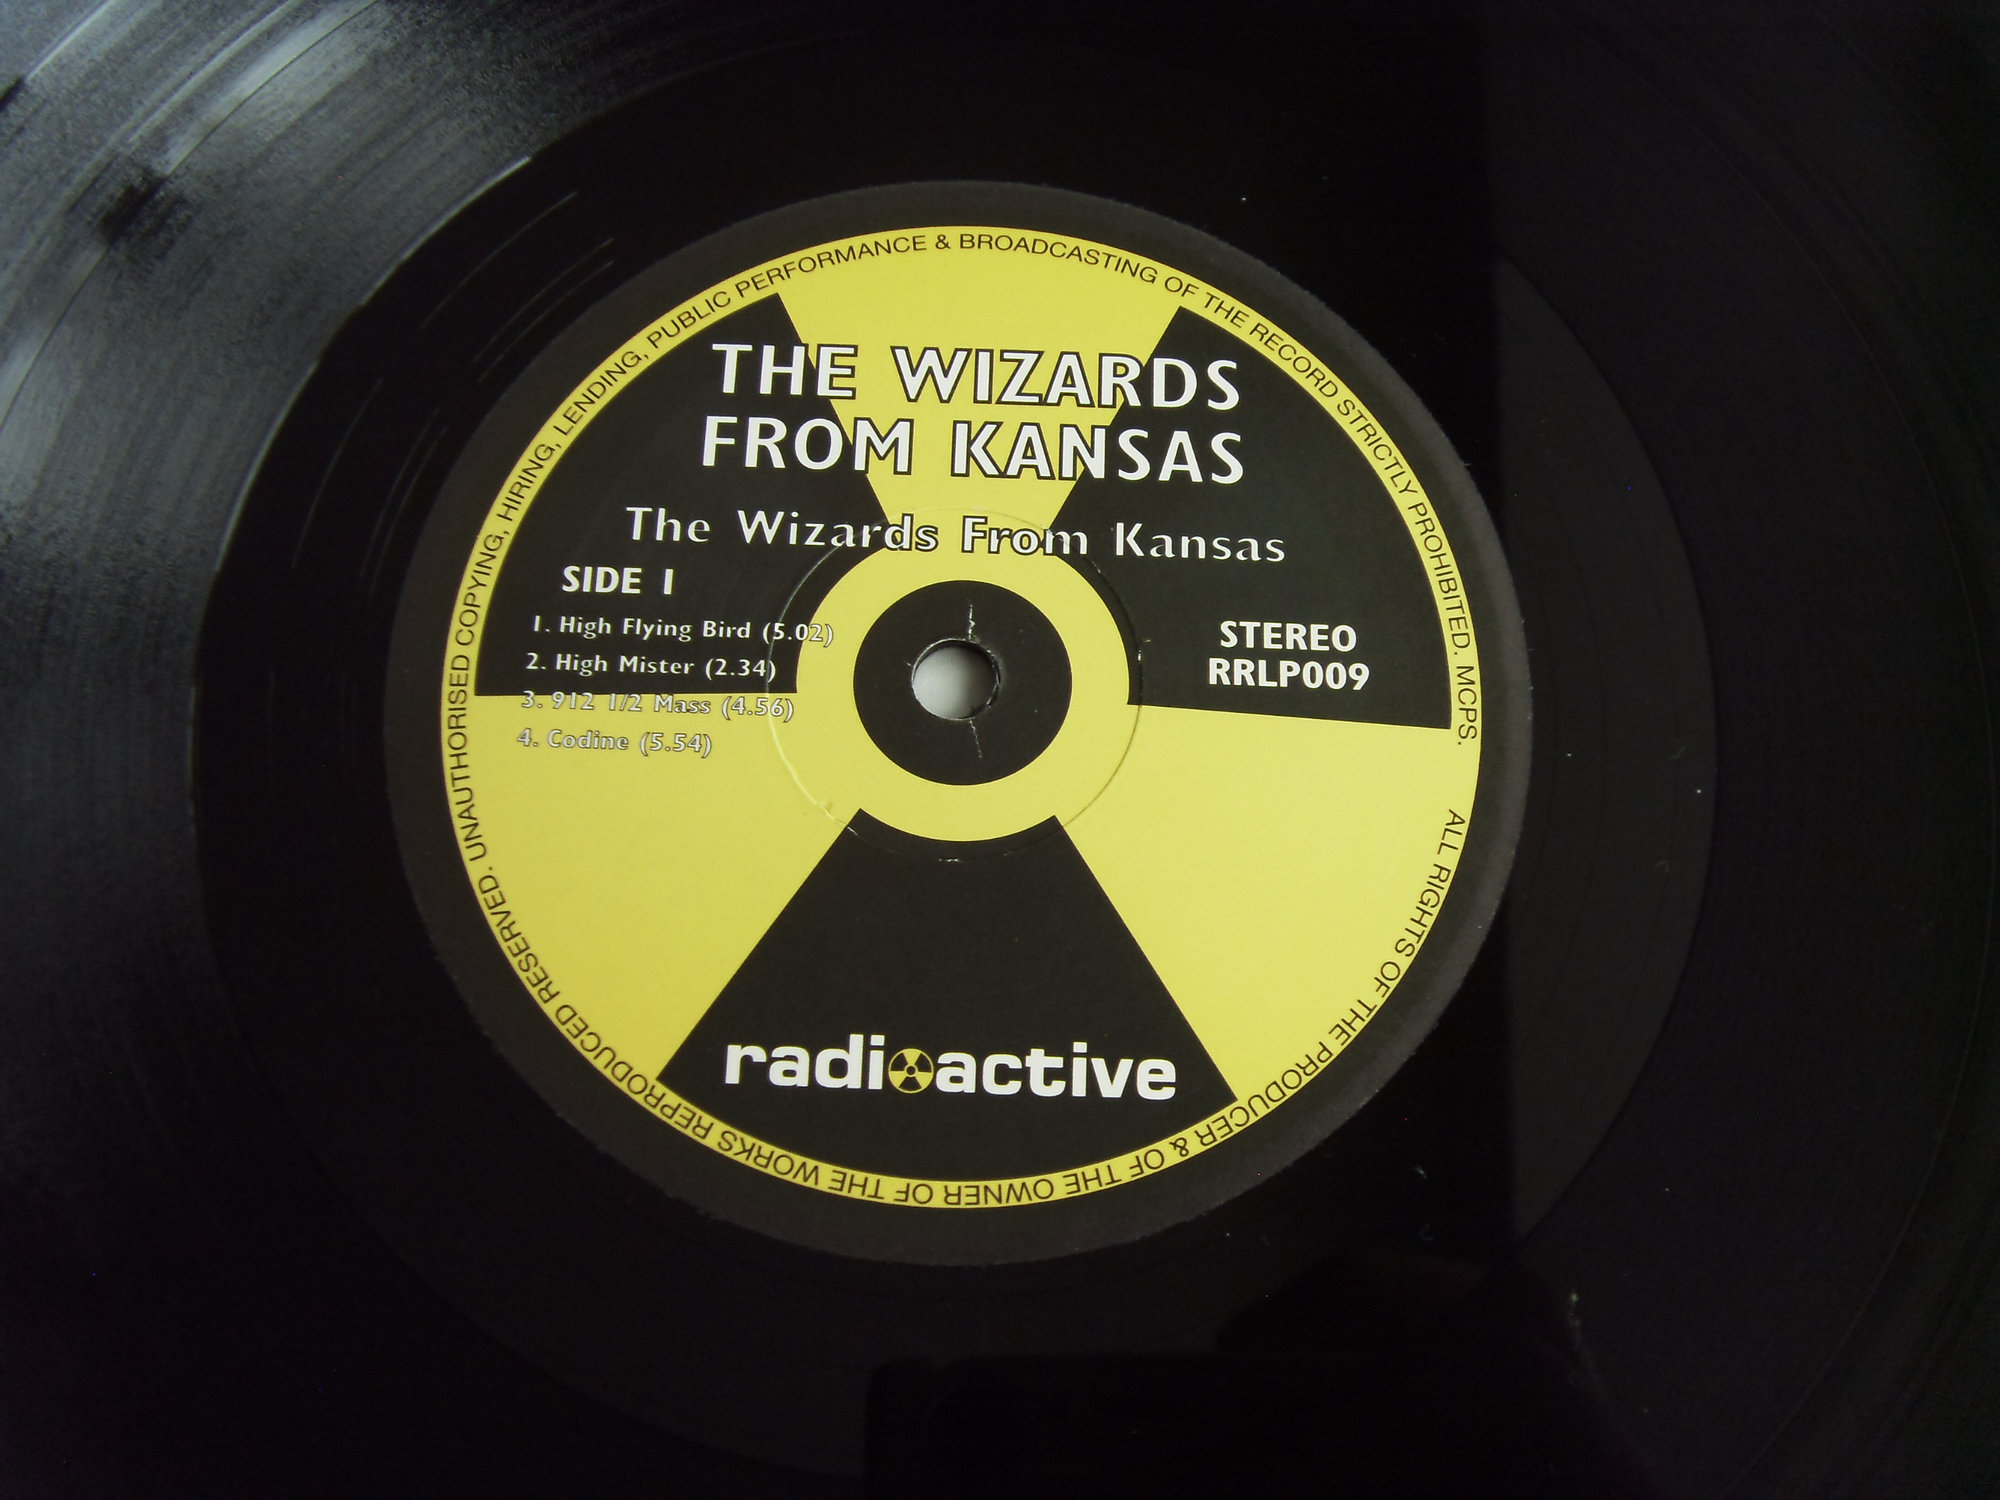 THE WIZARDS
FROM KANSAS
The Wizards From Kansas
SIDE 1
1. High Flying Bird (5.02)
2. High Mister (2.34)
3. 912 1/2 Mass (4.56)
4. Codine (5.54)
STEREO
RRLP009
radioactive
ALL RIGHTS OF THE PRODUCER & OF THE OWNER OF THE WORKS REPRODUCED RESERVED. UNAUTHORISED COPYING, HIRING, LENDING, PUBLIC PERFORMANCE & BROADCASTING OF THE RECORD STRICTLY PROHIBITED. MCPS.